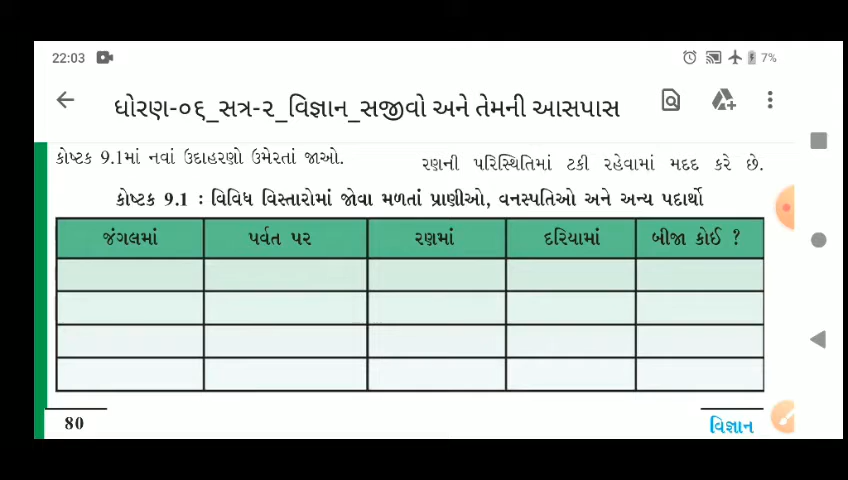 22:03
7%
ધોરણ-૦૬_સત્ર-૨_વિજ્ઞાન_સજીવો અને તેમની આસપાસ
કોષ્ટક 9.1માં નવાં ઉદાહરણો ઉમેરતાં જાઓ.
રણની પરિસ્થિતિમાં ટકી રહેવામાં મદદ કરે છે.
કોષ્ટક 9.1 : વિવિધ વિસ્તારોમાં જોવા મળતાં પ્રાણીઓ, વનસ્પતિઓ અને અન્ય પદાર્થો
જંગલમાં પર્વત પર રણમાં દરિયામાં બીજા કોઈ ?
80
વિજ્ઞાન